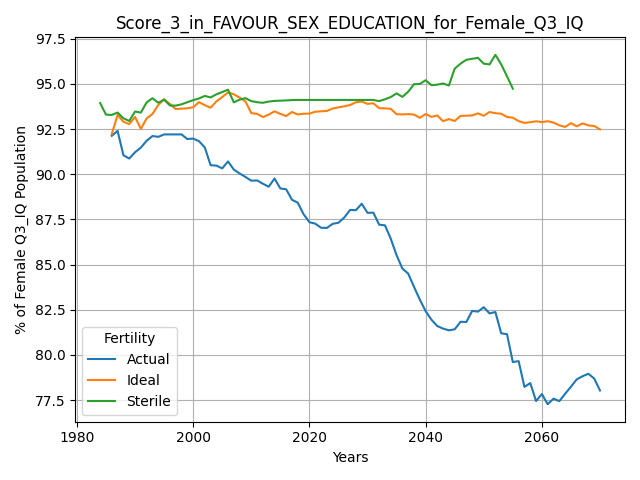 Score_3_in_FAVOUR_SEX_EDUCATION_for_Female_Q3_IQ
% of Female Q3_IQ Population
97.5
95.0
92.5
90.0
87.5
85.0
82.5
80.0
77.5
Fertility
Actual
Ideal
Sterile
1980
2000
2020
2040
2060
Years